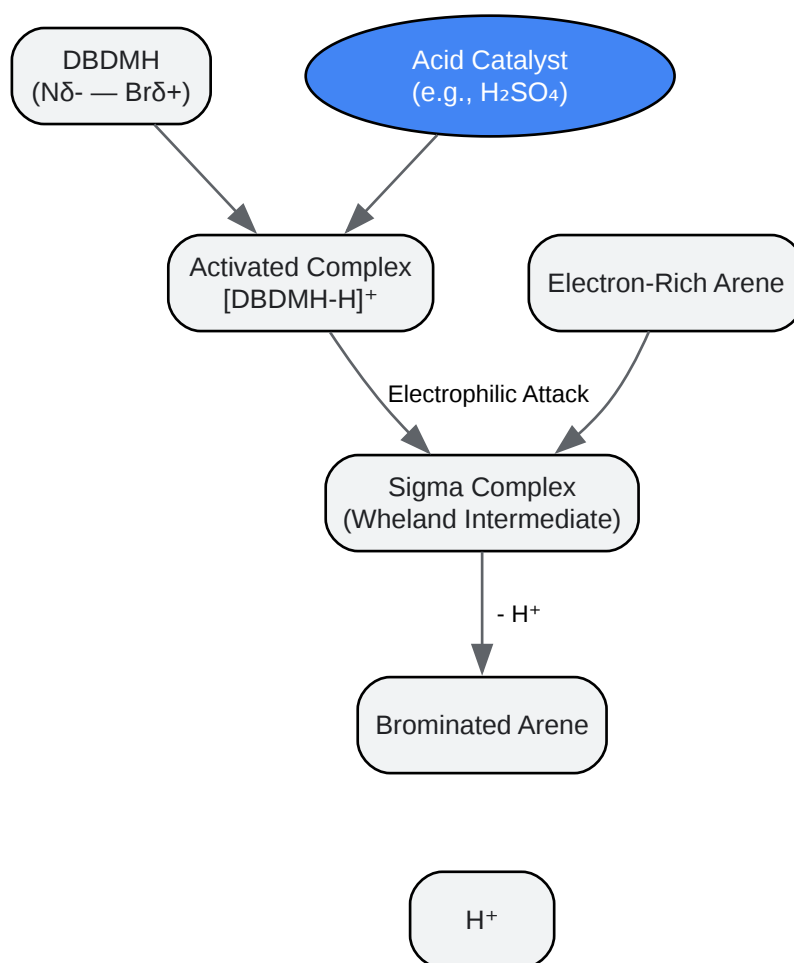 DBDMH
(Nδ- — Brδ+)
Acid Catalyst
(e.g., H₂SO₄)
Activated Complex
[DBDMH-H]⁺
Electron-Rich Arene
Electrophilic Attack
Sigma Complex
(Wheland Intermediate)
- H⁺
Brominated Arene
H⁺